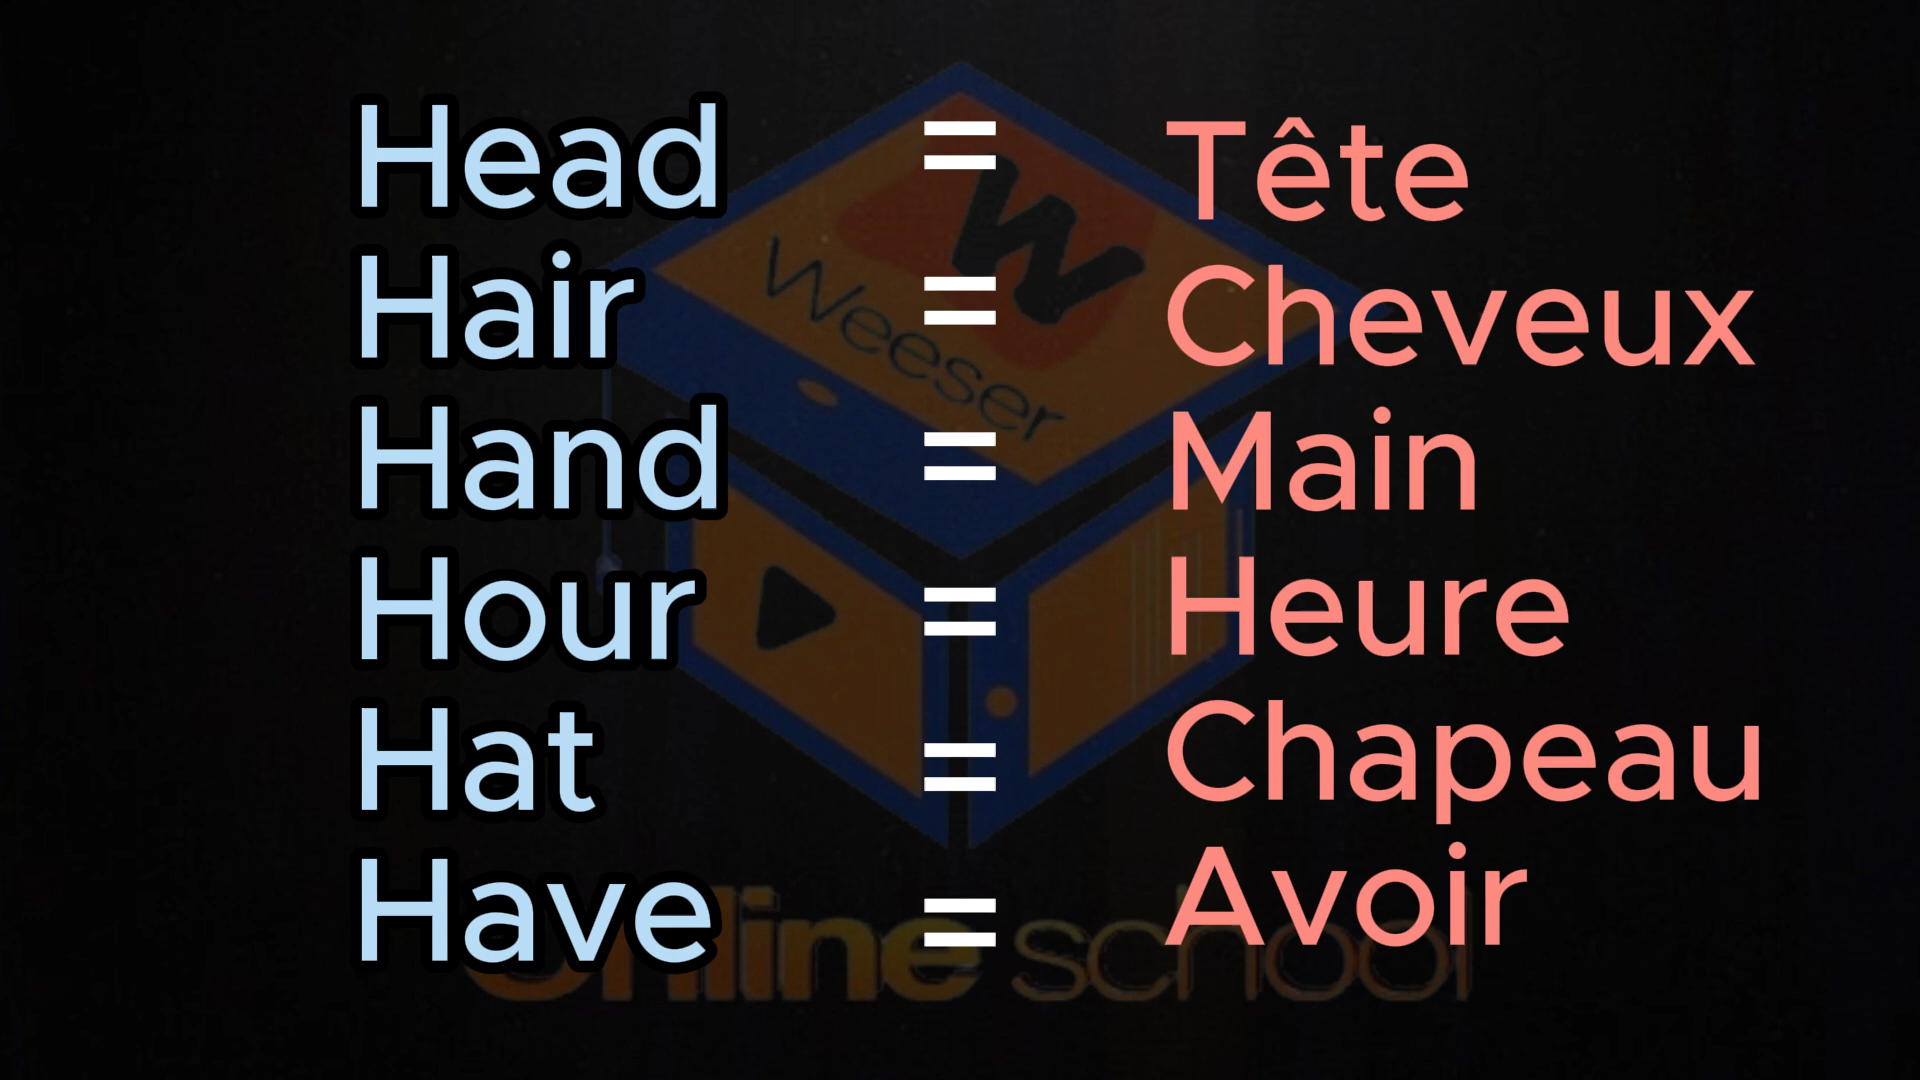 Head = Tête
Hair = Cheveux
Hand = Main
Hour = Heure
Hat = Chapeau
Have = Avoir
W
Weeser
Online school